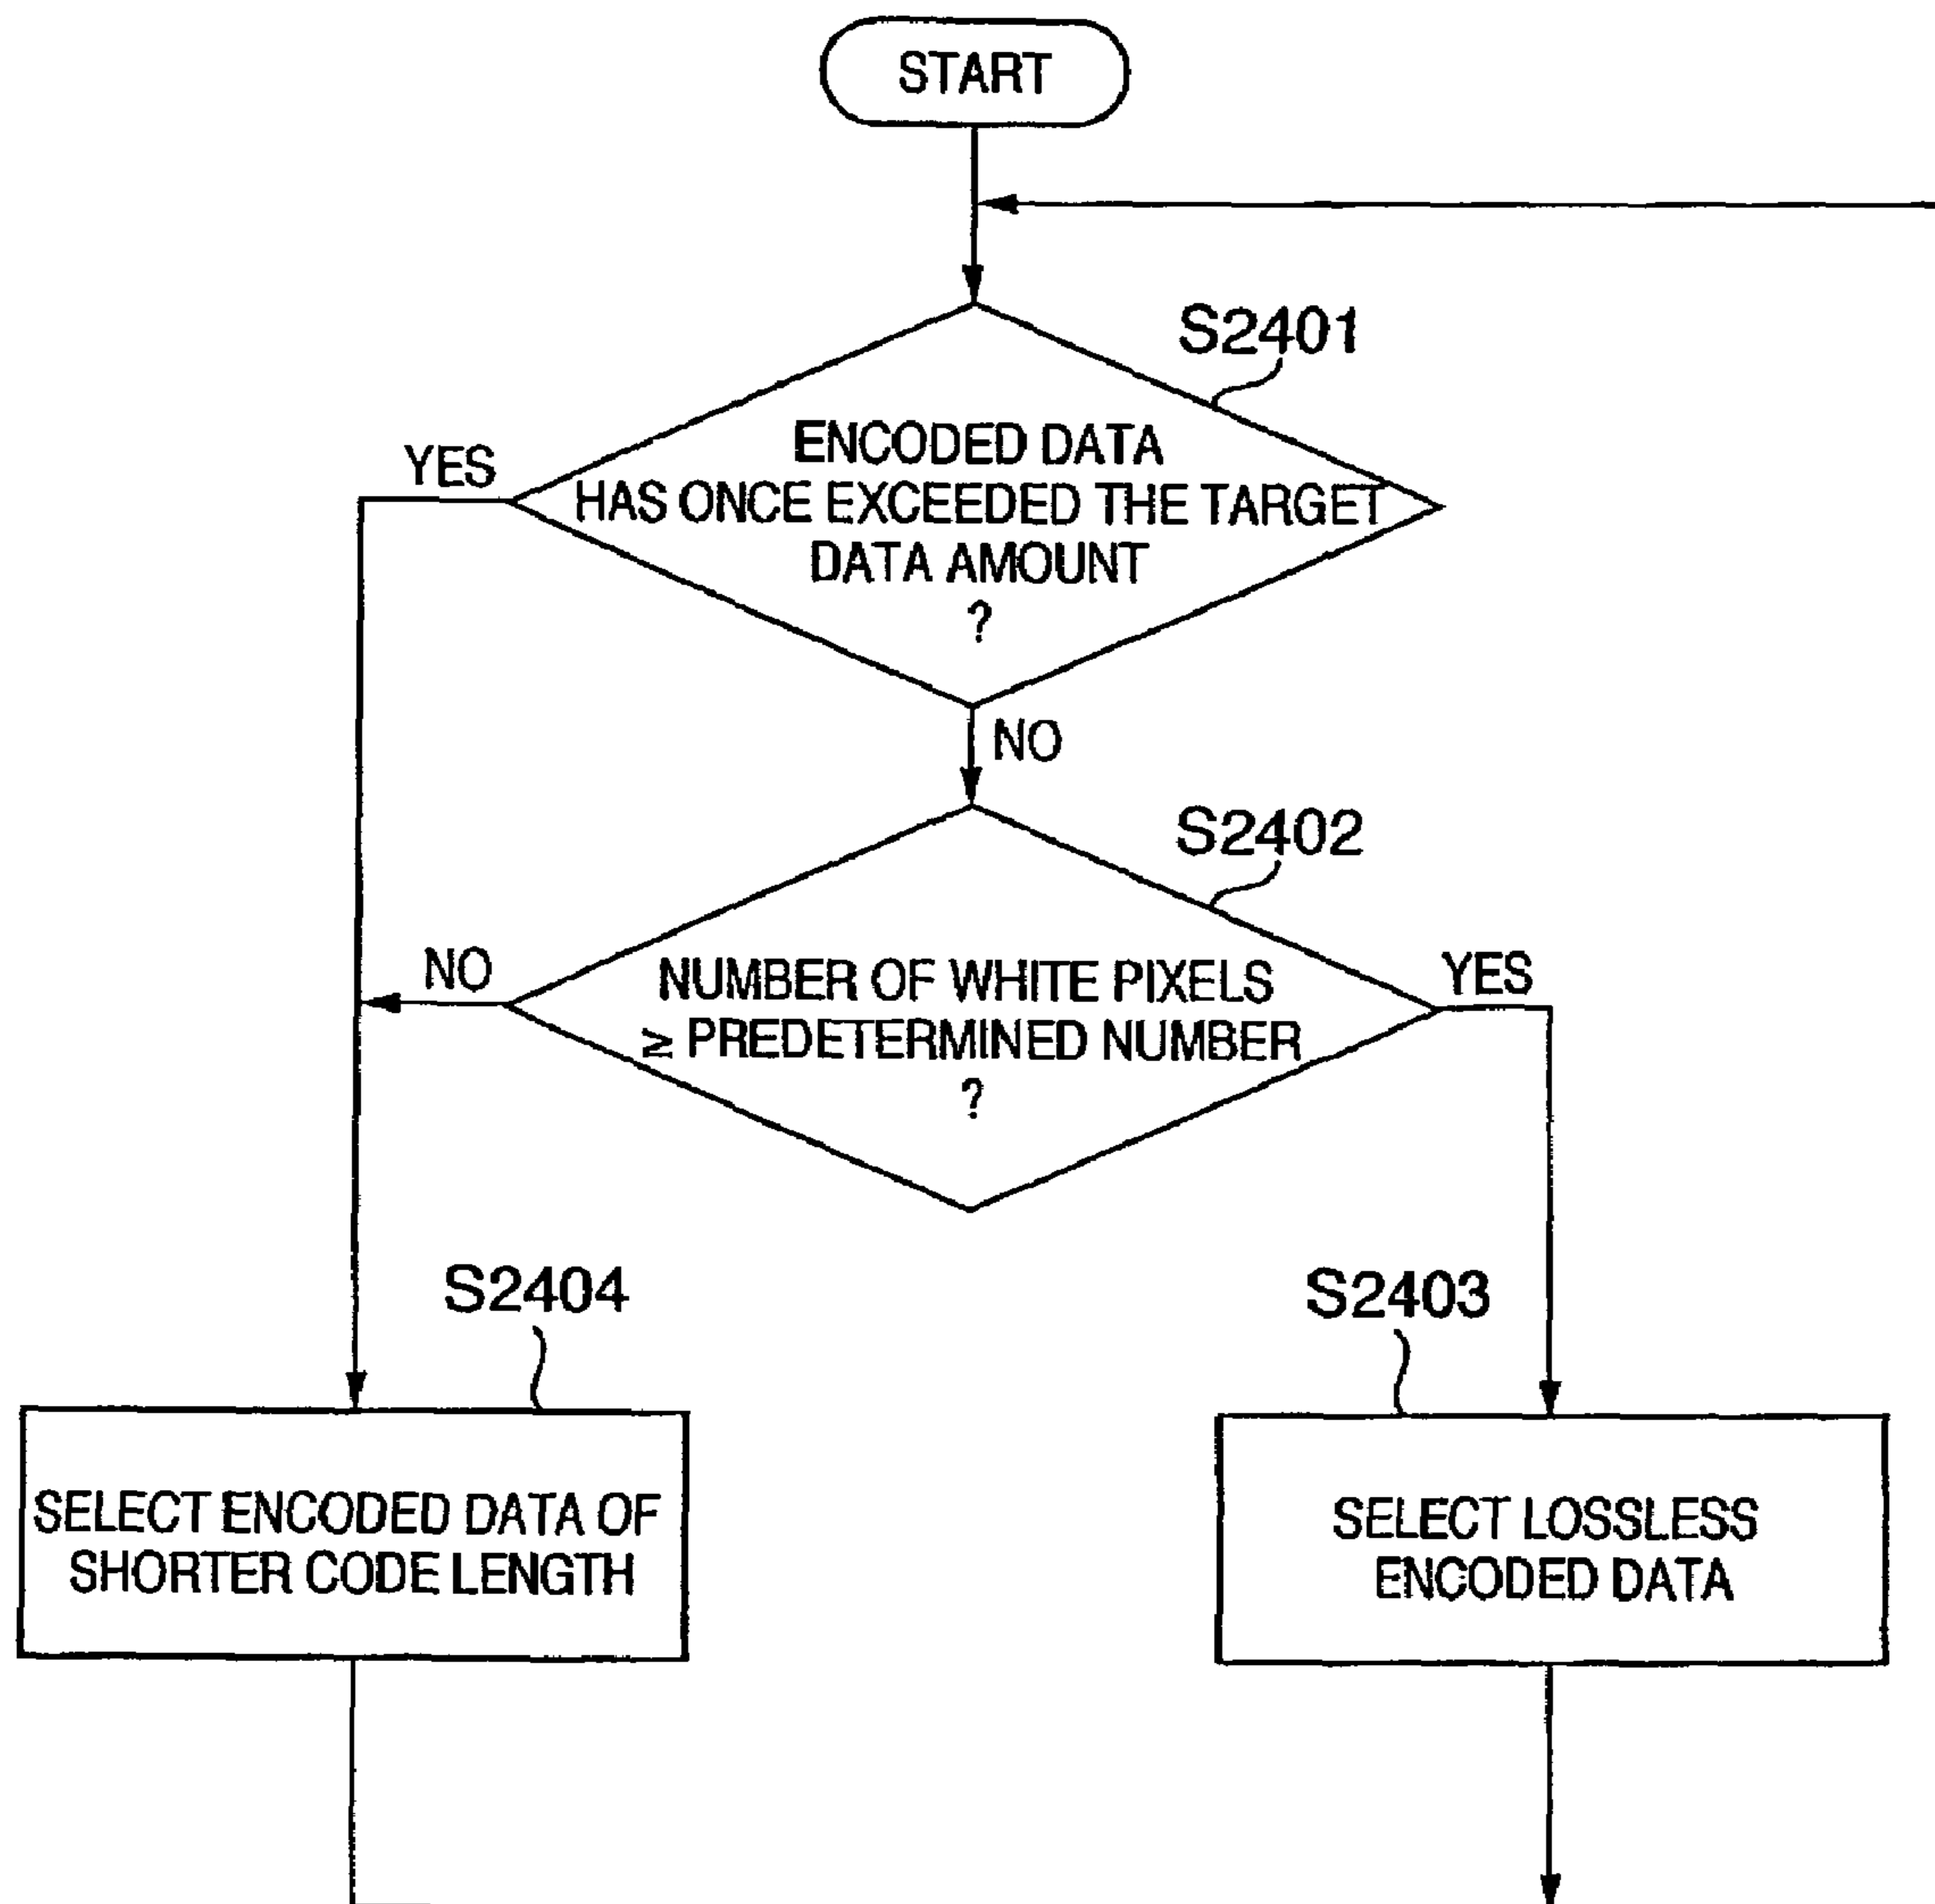 START
S2401
ENCODED DATA
HAS ONCE EXCEEDED THE TARGET
DATA AMOUNT
?
YES
NO
S2402
NUMBER OF WHITE PIXELS
≥ PREDETERMINED NUMBER
?
NO
YES
S2404
S2403
SELECT ENCODED DATA OF
SHORTER CODE LENGTH
SELECT LOSSLESS
ENCODED DATA